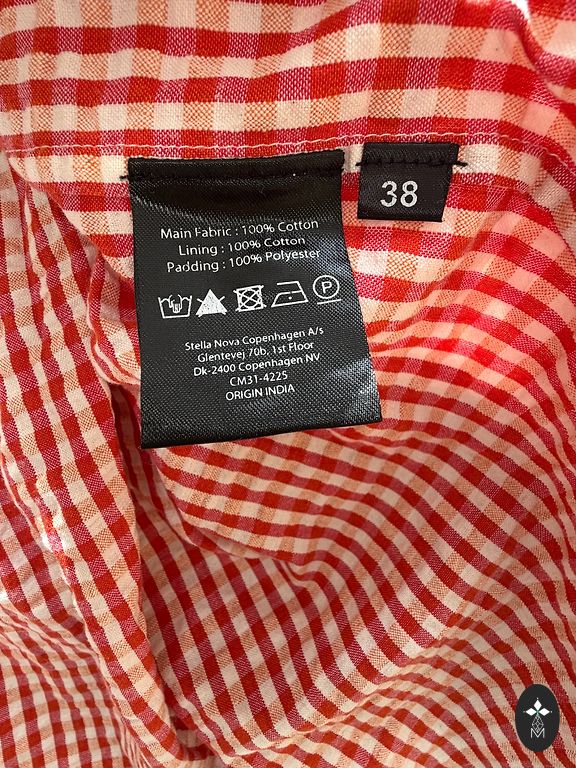 38
Main Fabric : 100% Cotton
Lining : 100% Cotton
Padding : 100% Polyester
P
Stella Nova Copenhagen A/s
Glentevej 70b, 1st Floor
Dk-2400 Copenhagen NV
CM31-4225
ORIGIN INDIA
M